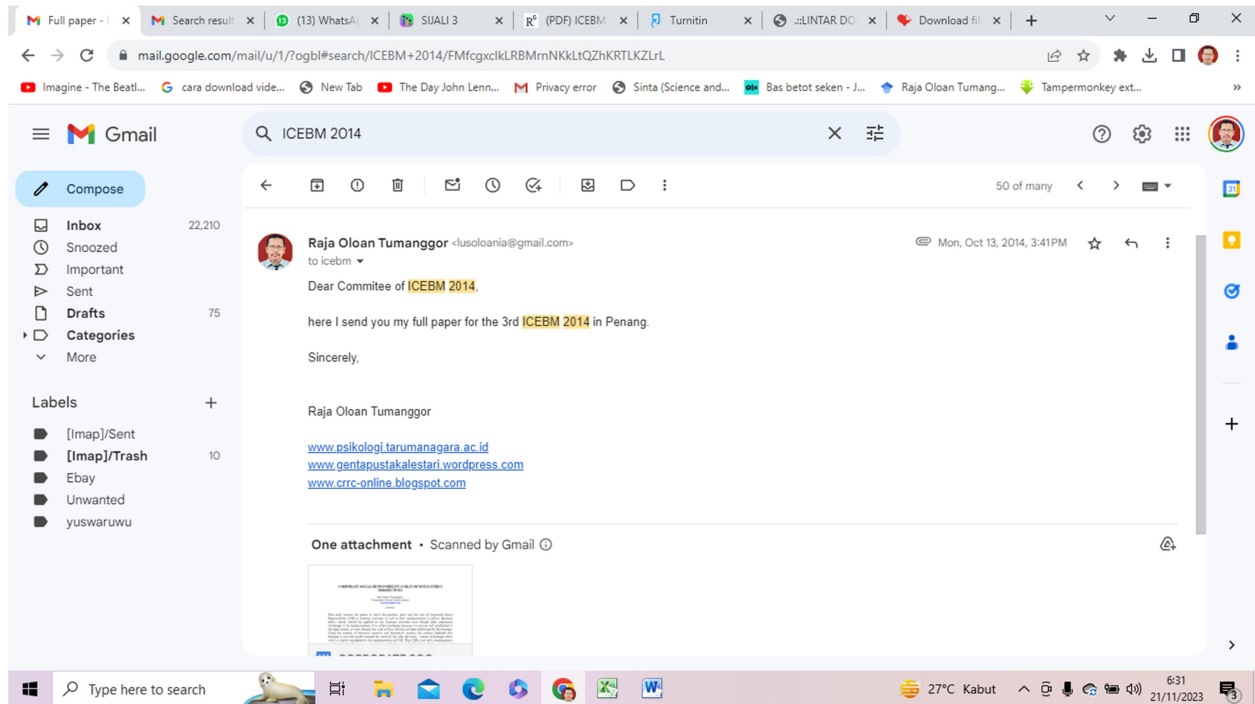 Full paper -
Search result
(13) WhatsA
SIJALI 3
(PDF) ICEBM
Turnitin
.::LINTAR DO
Download fil
mail.google.com/mail/u/1/?ogbl#search/ICEBM+2014/FMfcgxclkLRBMrnNKkLtQZhKRTLKZLrL
Imagine - The Beatl...
cara download vide...
New Tab
The Day John Lenn...
Privacy error
Sinta (Science and...
Bas betot seken - J...
Raja Oloan Tumang...
Tampermonkey ext...
Gmail
ICEBM 2014
Compose
50 of many
Inbox 22,210
Snoozed
Important
Sent
Drafts 75
Categories
More
Labels
[Imap]/Sent
[Imap]/Trash 10
Ebay
Unwanted
yuswaruwu
Raja Oloan Tumanggor <lusoloania@gmail.com>
Mon, Oct 13, 2014, 3:41 PM
to icebm
Dear Commitee of ICEBM 2014,
here I send you my full paper for the 3rd ICEBM 2014 in Penang.
Sincerely,
Raja Oloan Tumanggor
www.psikologi.tarumanagara.ac.id
www.gentapustakalestari.wordpress.com
www.crrc-online.blogspot.com
One attachment • Scanned by Gmail
31
Type here to search
27°C Kabut
6:31
21/11/2023
3